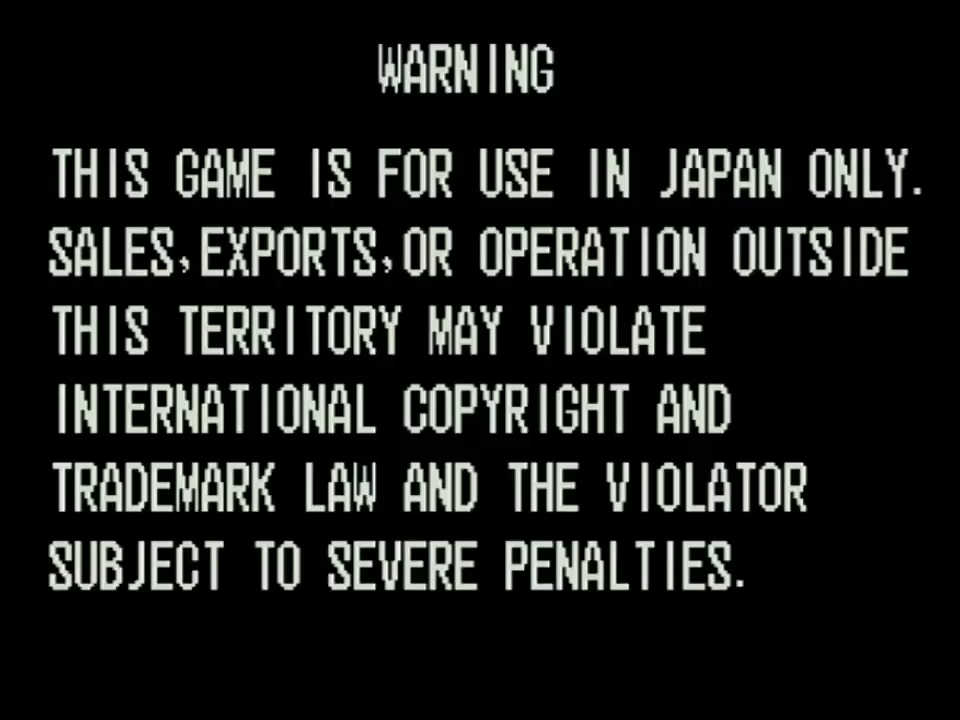 WARNING
THIS GAME IS FOR USE IN JAPAN ONLY.
SALES,EXPORTS,OR OPERATION OUTSIDE
THIS TERRITORY MAY VIOLATE
INTERNATIONAL COPYRIGHT AND
TRADEMARK LAW AND THE VIOLATOR
SUBJECT TO SEVERE PENALTIES.